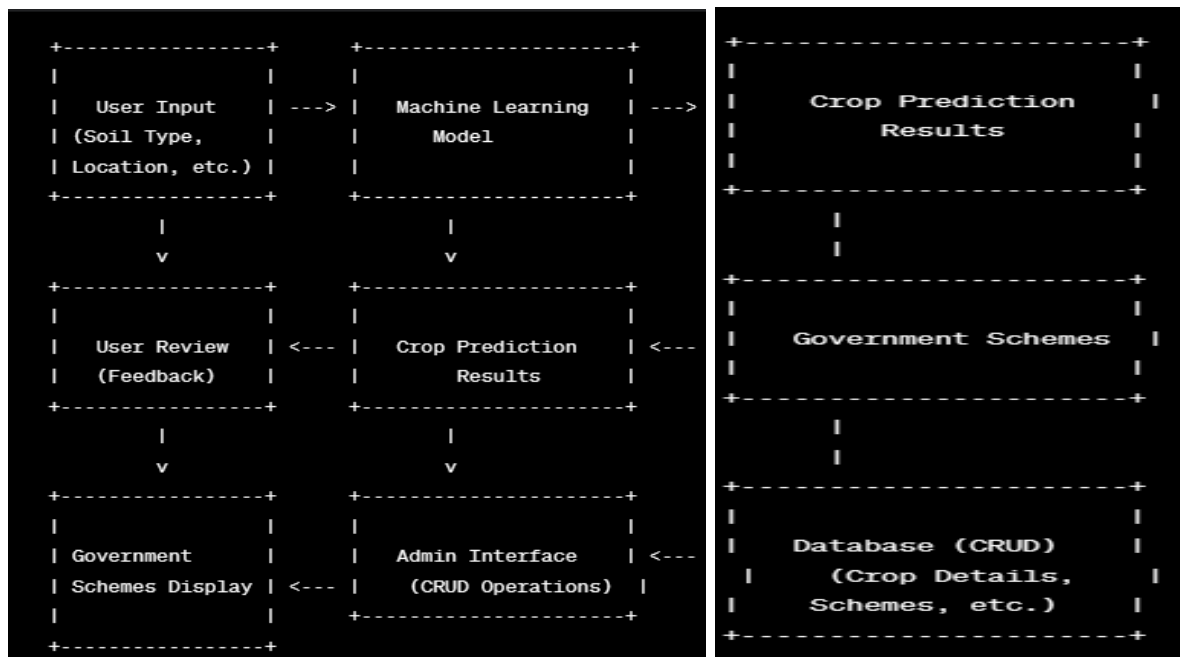 User Input
(Soil Type,
Location, etc.)
Machine Learning
Model
Crop Prediction
Results
User Review
(Feedback)
Crop Prediction
Results
Government Schemes
Government
Schemes Display
Admin Interface
(CRUD Operations)
Database (CRUD)
(Crop Details,
Schemes, etc.)